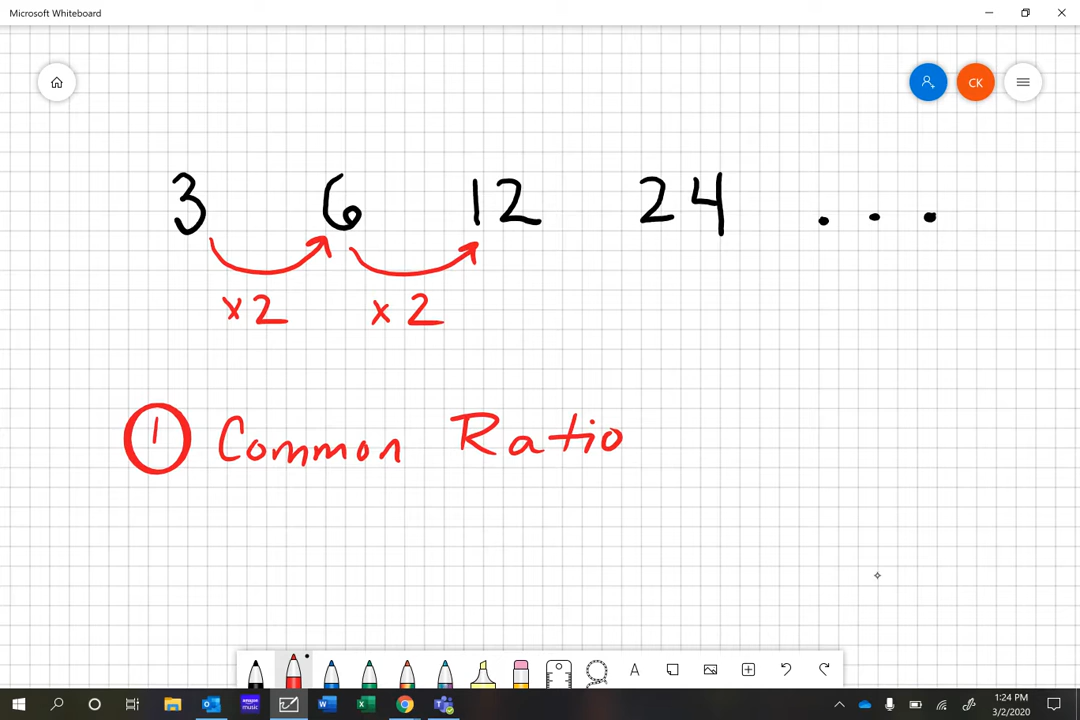 Microsoft Whiteboard
CK
3 6 12 24 . . .
x2 x2
1 Common Ratio
A
1:24 PM
3/2/2020